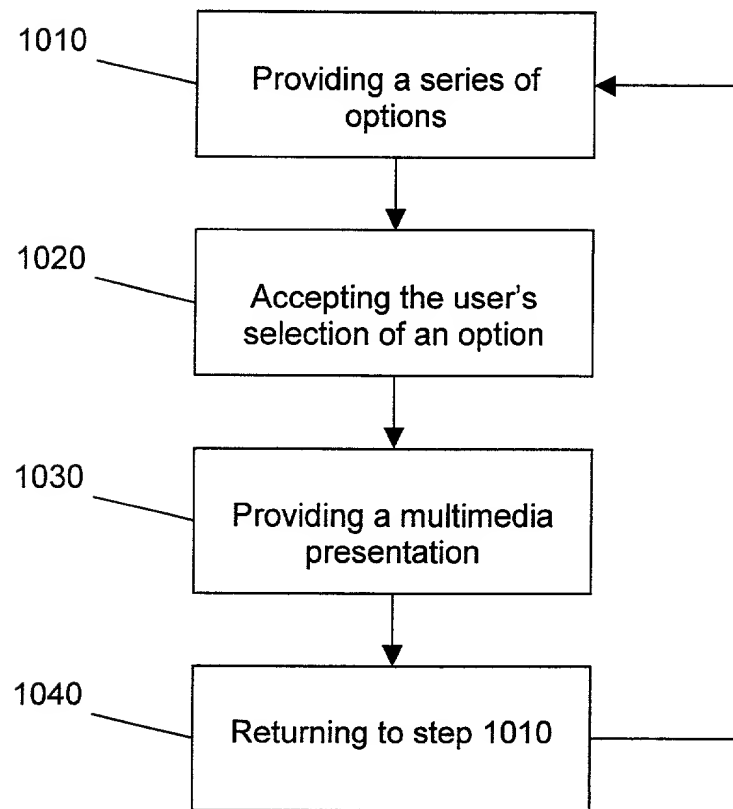 1010
Providing a series of
options
1020
Accepting the user's
selection of an option
1030
Providing a multimedia
presentation
1040
Returning to step 1010